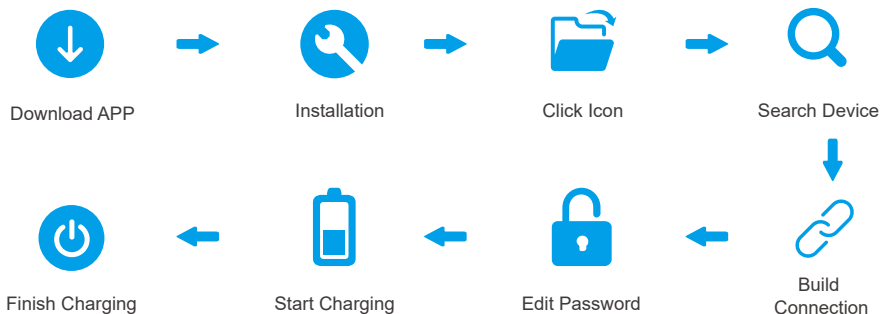 Download APP
Installation
Click Icon
Search Device
Build
Connection
Edit Password
Start Charging
Finish Charging